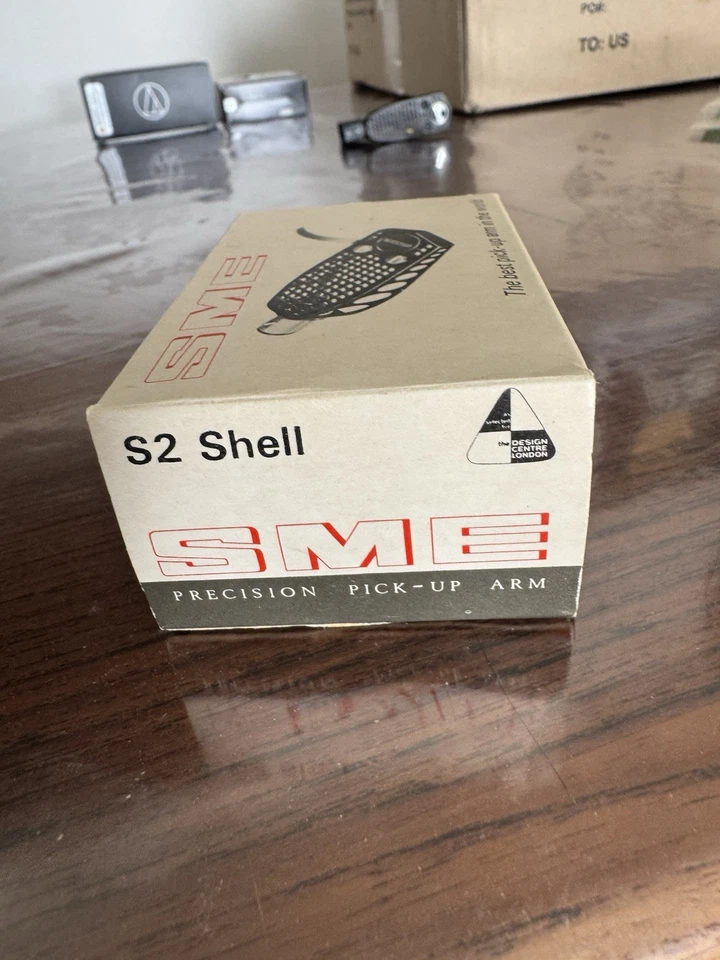 PO#:
TO: US
SME
The best pick-up arm in the world
S2 Shell
the DESIGN
CENTRE
LONDON
SME
PRECISION PICK-UP ARM